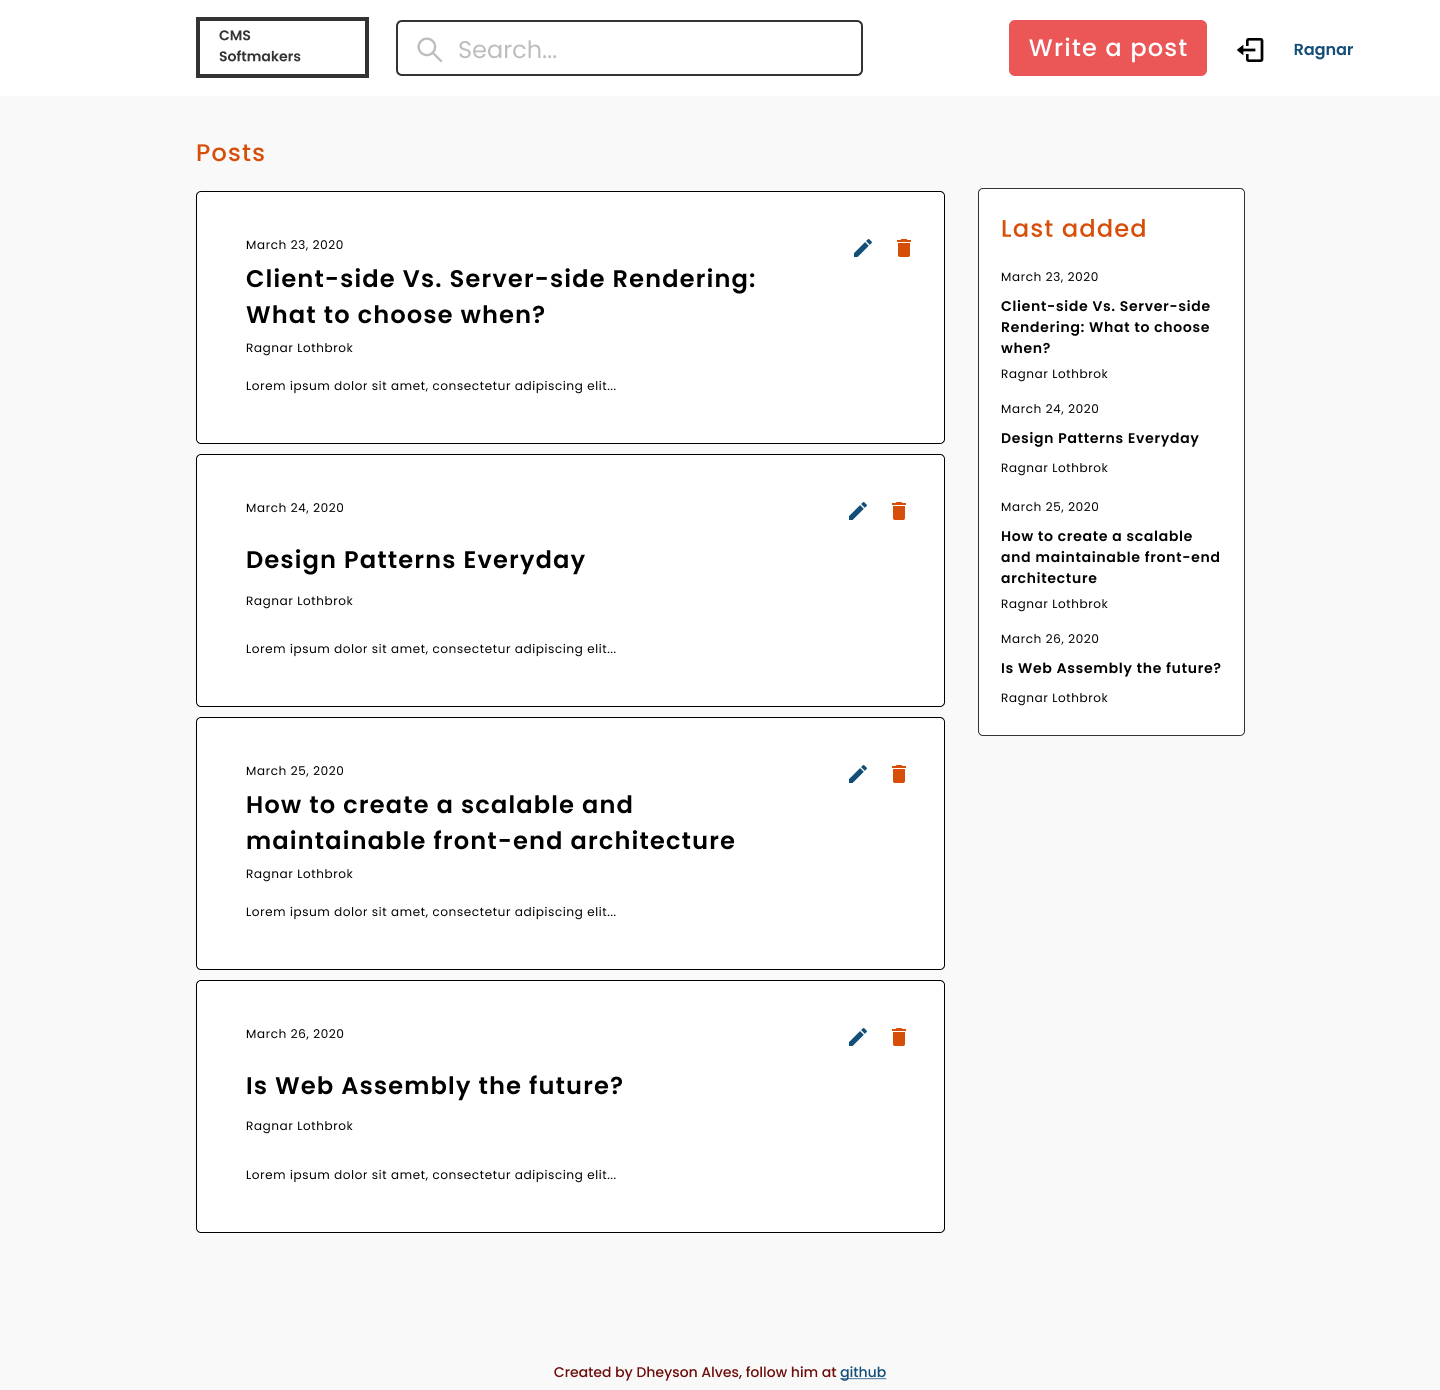 CMS
Softmakers
Search...
Write a post
Ragnar
Posts
March 23, 2020
Client-side Vs. Server-side Rendering:
What to choose when?
Ragnar Lothbrok
Lorem ipsum dolor sit amet, consectetur adipiscing elit...
March 24, 2020
Design Patterns Everyday
Ragnar Lothbrok
Lorem ipsum dolor sit amet, consectetur adipiscing elit...
March 25, 2020
How to create a scalable and
maintainable front-end architecture
Ragnar Lothbrok
Lorem ipsum dolor sit amet, consectetur adipiscing elit...
March 26, 2020
Is Web Assembly the future?
Ragnar Lothbrok
Lorem ipsum dolor sit amet, consectetur adipiscing elit...
Last added
March 23, 2020
Client-side Vs. Server-side
Rendering: What to choose
when?
Ragnar Lothbrok
March 24, 2020
Design Patterns Everyday
Ragnar Lothbrok
March 25, 2020
How to create a scalable
and maintainable front-end
architecture
Ragnar Lothbrok
March 26, 2020
Is Web Assembly the future?
Ragnar Lothbrok
Created by Dheyson Alves, follow him at github